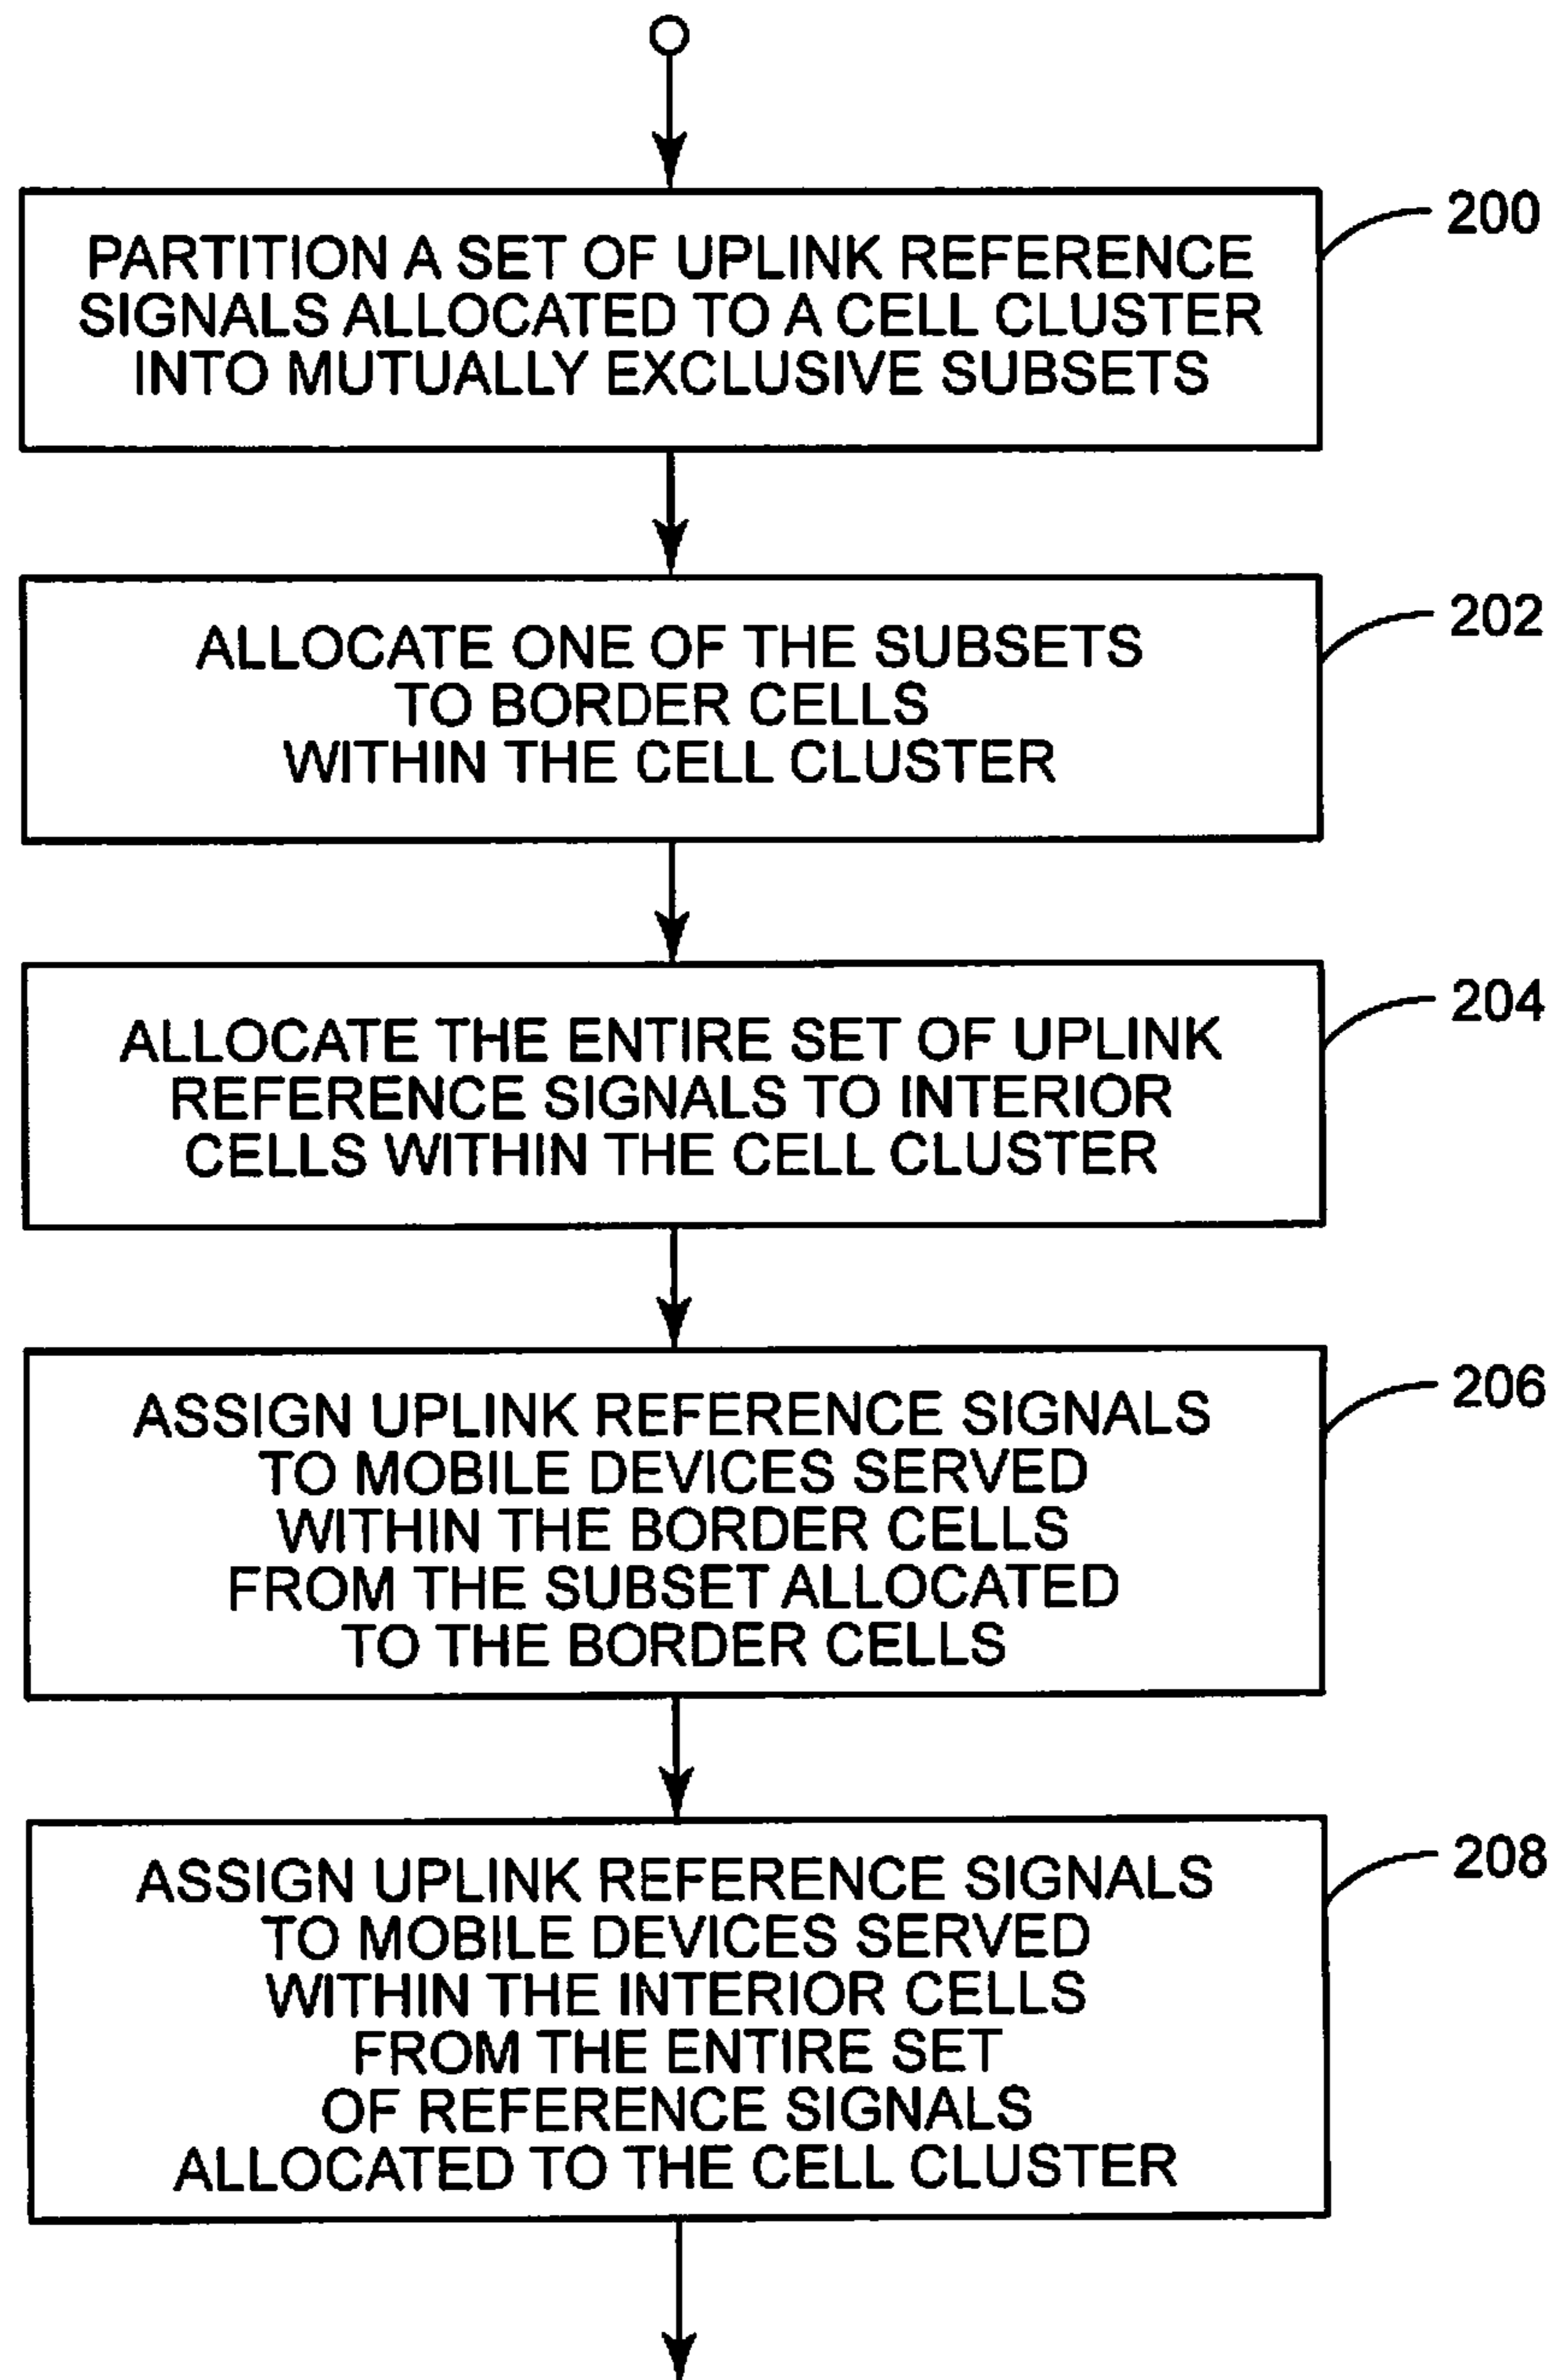 PARTITION A SET OF UPLINK REFERENCE
SIGNALS ALLOCATED TO A CELL CLUSTER
INTO MUTUALLY EXCLUSIVE SUBSETS
200
ALLOCATE ONE OF THE SUBSETS
TO BORDER CELLS
WITHIN THE CELL CLUSTER
202
ALLOCATE THE ENTIRE SET OF UPLINK
REFERENCE SIGNALS TO INTERIOR
CELLS WITHIN THE CELL CLUSTER
204
ASSIGN UPLINK REFERENCE SIGNALS
TO MOBILE DEVICES SERVED
WITHIN THE BORDER CELLS
FROM THE SUBSET ALLOCATED
TO THE BORDER CELLS
206
ASSIGN UPLINK REFERENCE SIGNALS
TO MOBILE DEVICES SERVED
WITHIN THE INTERIOR CELLS
FROM THE ENTIRE SET
OF REFERENCE SIGNALS
ALLOCATED TO THE CELL CLUSTER
208